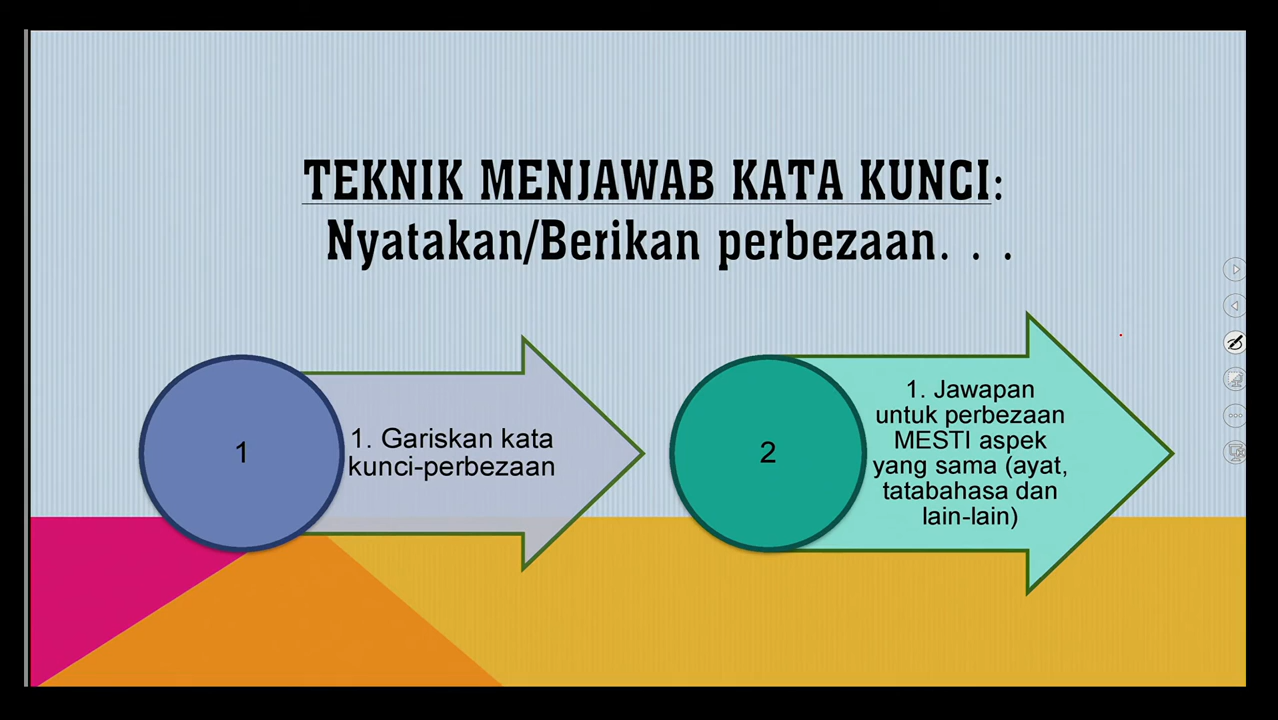 TEKNIK MENJAWAB KATA KUNCI:
Nyatakan/Berikan perbezaan. . .
1
1. Gariskan kata
kunci-perbezaan
2
1. Jawapan
untuk perbezaan
MESTI aspek
yang sama (ayat,
tatabahasa dan
lain-lain)